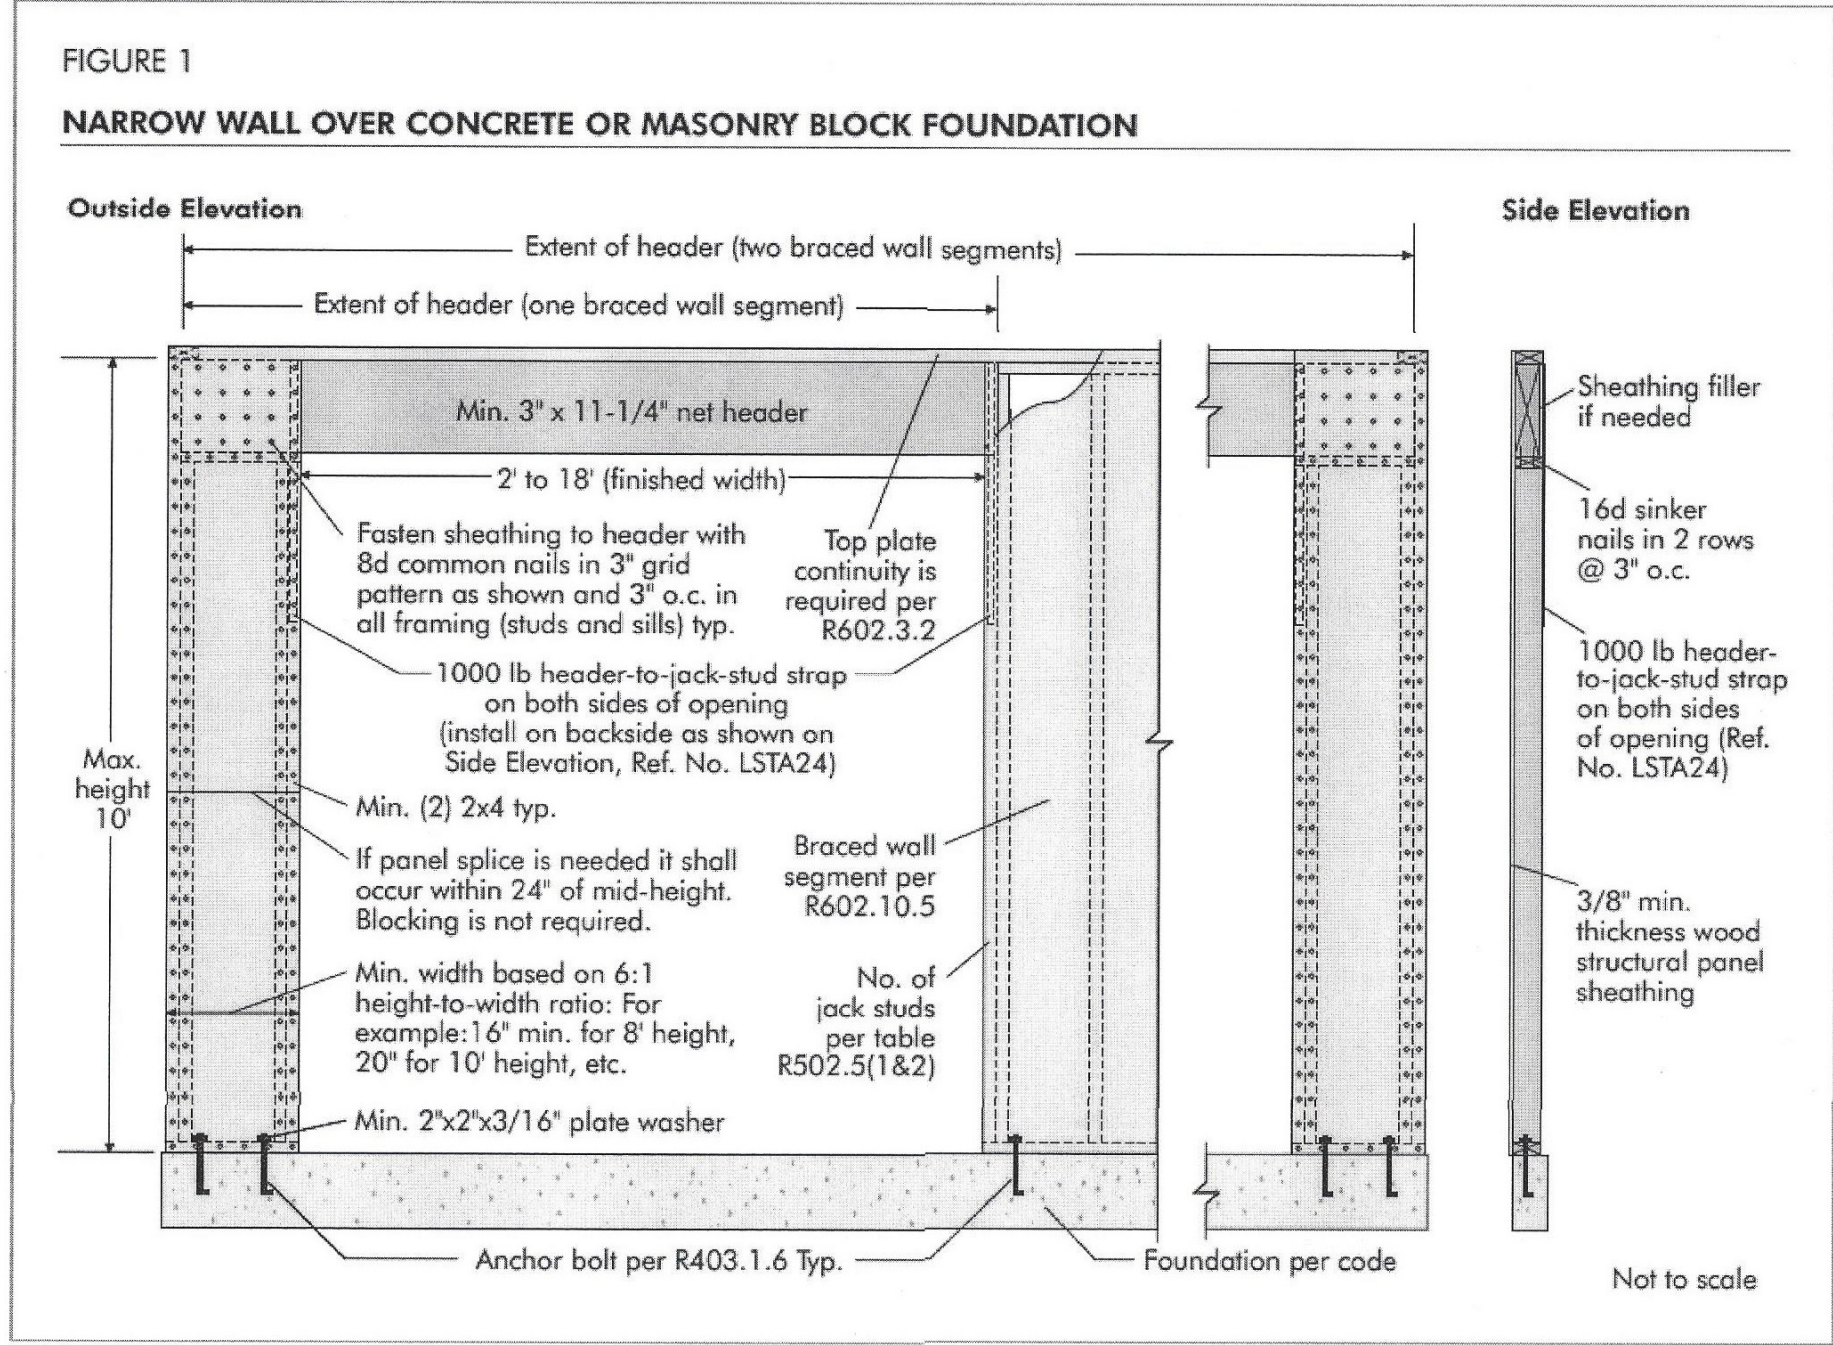 FIGURE 1
NARROW WALL OVER CONCRETE OR MASONRY BLOCK FOUNDATION
Outside Elevation
Side Elevation
Extent of header (two braced wall segments)
Extent of header (one braced wall segment)
Min. 3" x 11-1/4" net header
2' to 18' (finished width)
Fasten sheathing to header with
8d common nails in 3" grid
pattern as shown and 3" o.c. in
all framing (studs and sills) typ.
Top plate
continuity is
required per
R602.3.2
1000 lb header-to-jack-stud strap
on both sides of opening
(install on backside as shown on
Side Elevation, Ref. No. LSTA24)
Max.
height
10'
Min. (2) 2x4 typ.
If panel splice is needed it shall
occur within 24" of mid-height.
Blocking is not required.
Braced wall
segment per
R602.10.5
Min. width based on 6:1
height-to-width ratio: For
example:16" min. for 8' height,
20" for 10' height, etc.
No. of
jack studs
per table
R502.5(1&2)
Min. 2"x2"x3/16" plate washer
Anchor bolt per R403.1.6 Typ.
Foundation per code
Sheathing filler
if needed
16d sinker
nails in 2 rows
@ 3" o.c.
1000 lb header-
to-jack-stud strap
on both sides
of opening (Ref.
No. LSTA24)
3/8" min.
thickness wood
structural panel
sheathing
Not to scale